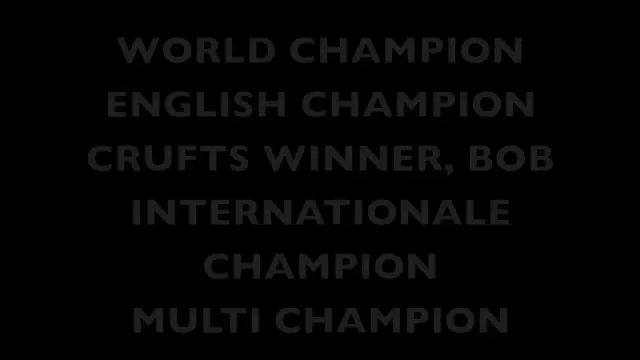 WORLD CHAMPION
ENGLISH CHAMPION
CRUFTS WINNER, BOB
INTERNATIONALE
CHAMPION
MULTI CHAMPION